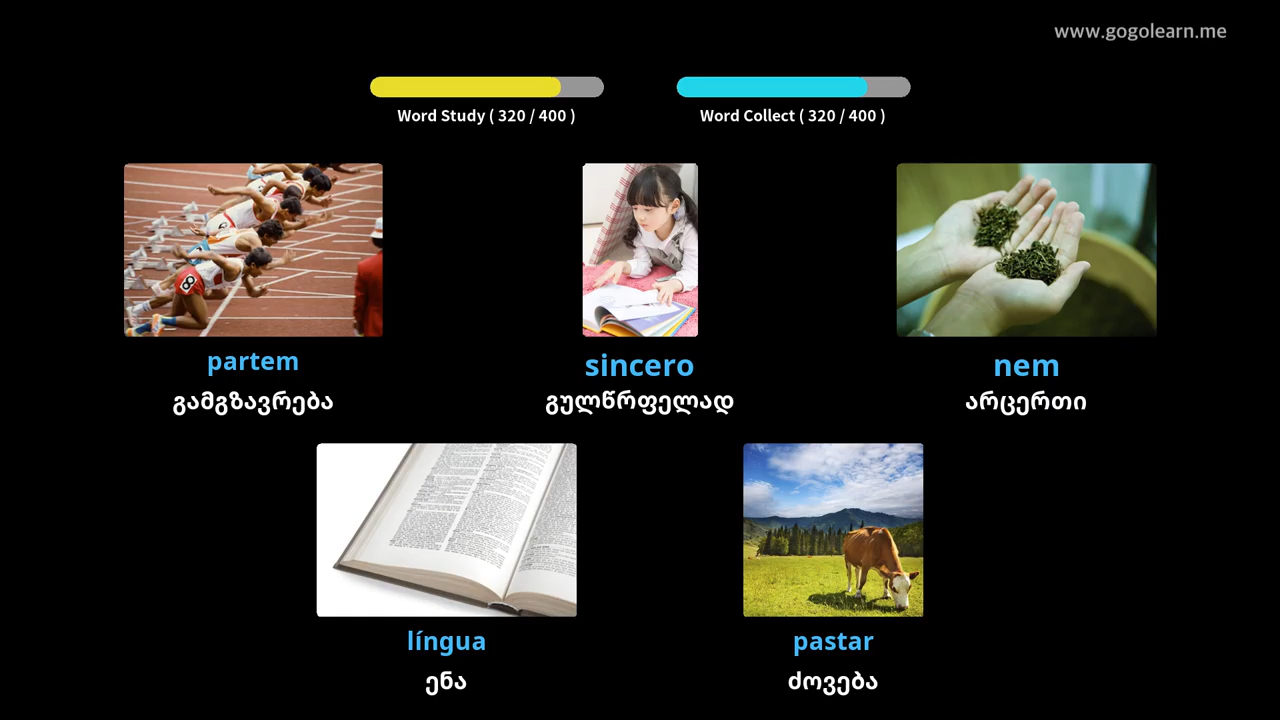 www.gogolearn.me
Word Study ( 320 / 400 )
Word Collect ( 320 / 400 )
partem
გამგზავრება
sincero
გულწრფელად
nem
არცერთი
língua
ენა
pastar
ძოვება